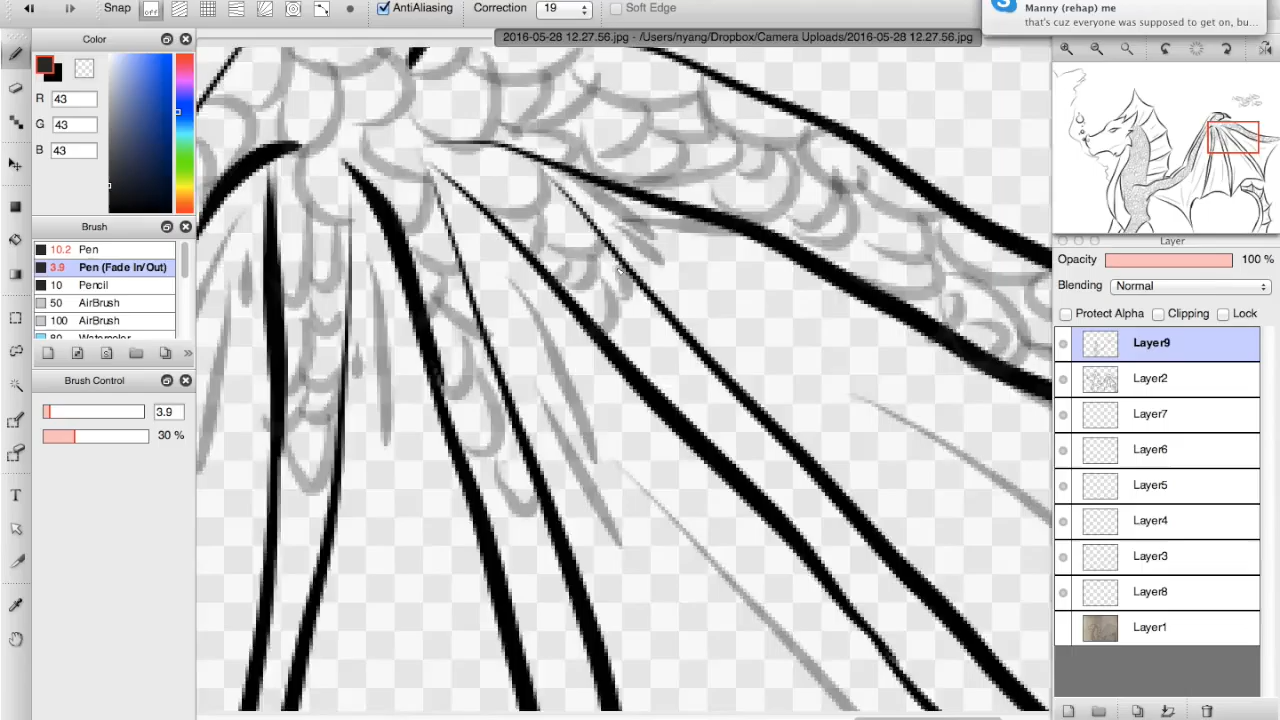 Snap off
AntiAliasing
Correction 19
Soft Edge
Manny (rehap) me
that's cuz everyone was supposed to get on, bu...
2016-05-28 12.27.56.jpg - /Users/nyang/Dropbox/Camera Uploads/2016-05-28 12.27.56.jpg
Color
R 43
G 43
B 43
Brush
10.2 Pen
3.9 Pen (Fade In/Out)
10 Pencil
50 AirBrush
100 AirBrush
Brush Control
3.9
30 %
Layer
Opacity 100 %
Blending Normal
Protect Alpha Clipping Lock
Layer9
Layer2
Layer7
Layer6
Layer5
Layer4
Layer3
Layer8
Layer1
T